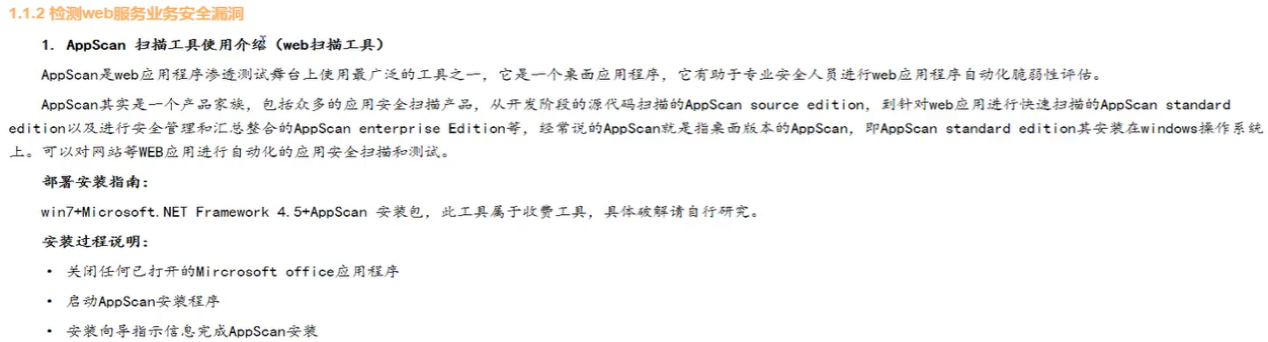 1.1.2 检测web服务业务安全漏洞
1. AppScan 扫描工具使用介绍（web扫描工具）
AppScan是web应用程序渗透测试舞台上使用最广泛的工具之一，它是一个桌面应用程序，它有助于专业安全人员进行web应用程序自动化脆弱性评估。
AppScan其实是一个产品家族，包括众多的应用安全扫描产品，从开发阶段的源代码扫描的AppScan source edition，到针对web应用进行快速扫描的AppScan standard
edition以及进行安全管理和汇总整合的AppScan enterprise Edition等，经常说的AppScan就是指桌面版本的AppScan，即AppScan standard edition其安装在windows操作系统
上。可以对网站等WEB应用进行自动化的应用安全扫描和测试。
部署安装指南：
win7+Microsoft.NET Framework 4.5+AppScan 安装包，此工具属于收费工具，具体破解请自行研究。
安装过程说明：
• 关闭任何已打开的Mircrosoft office应用程序
• 启动AppScan安装程序
• 安装向导指示信息完成AppScan安装